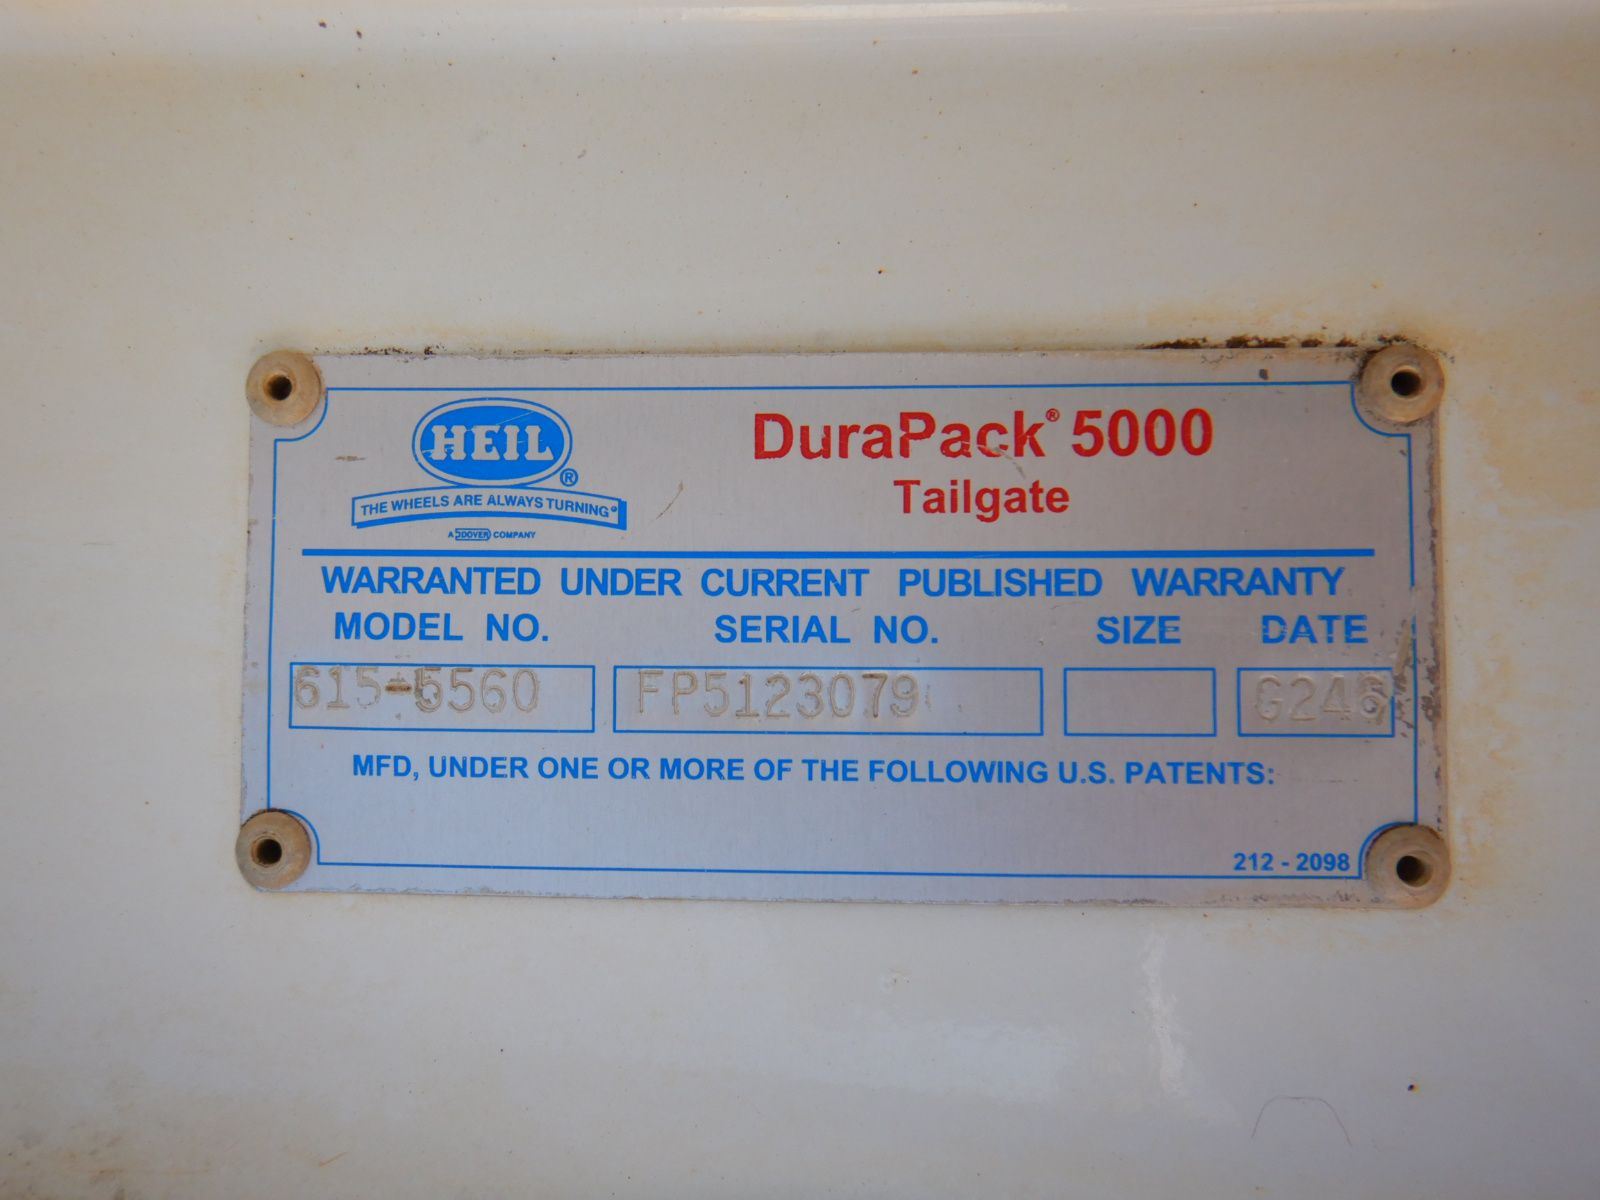 HEIL®
THE WHEELS ARE ALWAYS TURNING®
A DOVER COMPANY
DuraPack® 5000
Tailgate
WARRANTED UNDER CURRENT PUBLISHED WARRANTY
MODEL NO. SERIAL NO. SIZE DATE
615-5560 FP5123079 G246
MFD, UNDER ONE OR MORE OF THE FOLLOWING U.S. PATENTS:
212 - 2098